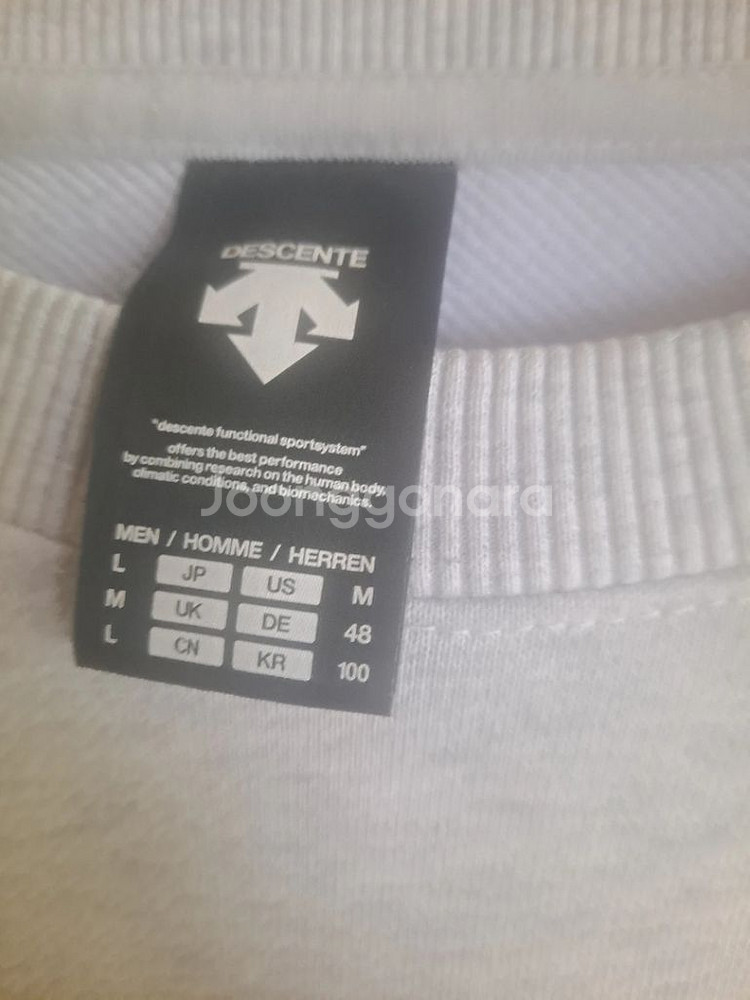 DESCENTE
"descente functional sportsystem"
offers the best performance
by combining research on the human body,
climatic conditions, and biomechanics.
Joonggonara
MEN / HOMME / HERREN
L JP US M
M UK DE 48
L CN KR 100